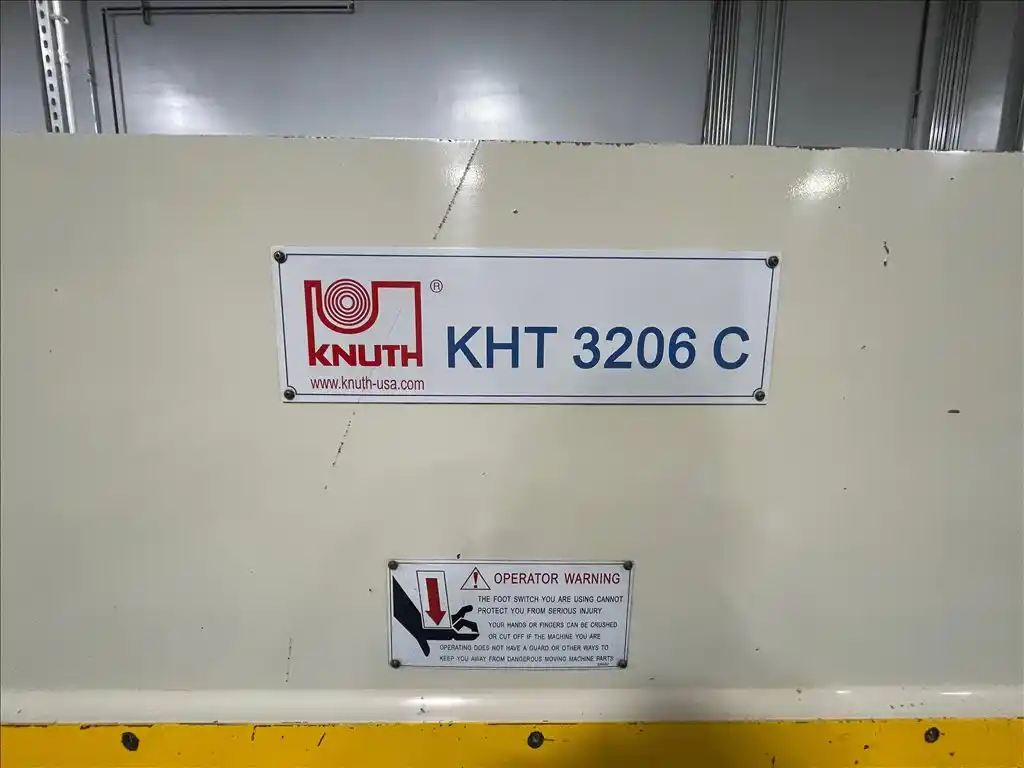 KNUTH ®
www.knuth-usa.com
KHT 3206 C
OPERATOR WARNING
THE FOOT SWITCH YOU ARE USING CANNOT
PROTECT YOU FROM SERIOUS INJURY
YOUR HANDS OR FINGERS CAN BE CRUSHED
OR CUT OFF IF THE MACHINE YOU ARE
OPERATING DOES NOT HAVE A GUARD OR OTHER WAYS TO
KEEP YOU AWAY FROM DANGEROUS MOVING MACHINE PARTS